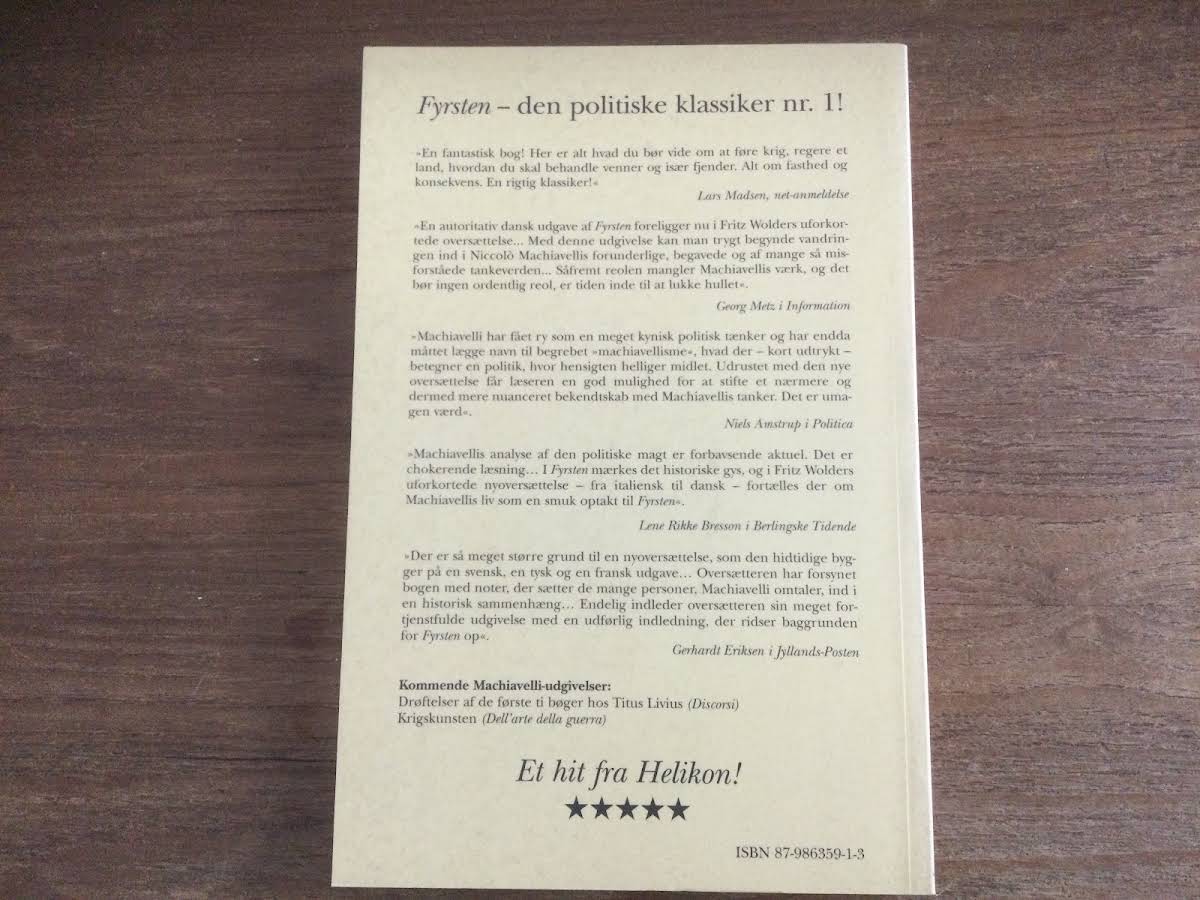 Fyrsten – den politiske klassiker nr. 1!
»En fantastisk bog! Her er alt hvad du bør vide om at føre krig, regere et
land, hvordan du skal behandle venner og især fjender. Alt om fasthed og
konsekvens. En rigtig klassiker!«
Lars Madsen, net-anmeldelse
»En autoritativ dansk udgave af Fyrsten foreligger nu i Fritz Wolders uforkor-
tede oversættelse... Med denne udgivelse kan man trygt begynde vandrin-
gen ind i Niccolò Machiavellis forunderlige, begavede og af mange så mis-
forståede tankeverden... Såfremt reolen mangler Machiavellis værk, og det
bør ingen ordentlig reol, er tiden inde til at lukke hullet«.
Georg Metz i Information
»Machiavelli har fået ry som en meget kynisk politisk tænker og har endda
måttet lægge navn til begrebet »machiavellisme«, hvad der – kort udtrykt –
betegner en politik, hvor hensigten helliger midlet. Udrustet med den nye
oversættelse får læseren en god mulighed for at stifte et nærmere og
dermed mere nuanceret bekendtskab med Machiavellis tanker. Det er uma-
gen værd«.
Niels Amstrup i Politica
»Machiavellis analyse af den politiske magt er forbavsende aktuel. Det er
chokerende læsning… I Fyrsten mærkes det historiske gys, og i Fritz Wolders
uforkortede nyoversættelse – fra italiensk til dansk – fortælles der om
Machiavellis liv som en smuk optakt til Fyrsten«.
Lene Rikke Bresson i Berlingske Tidende
»Der er så meget større grund til en nyoversættelse, som den hidtidige byg-
ger på en svensk, en tysk og en fransk udgave… Oversætteren har forsynet
bogen med noter, der sætter de mange personer, Machiavelli omtaler, ind i
en historisk sammenhæng… Endelig indleder oversætteren sin meget for-
tjenstfulde udgivelse med en udførlig indledning, der ridser baggrunden
for Fyrsten op«.
Gerhardt Eriksen i Jyllands-Posten
Kommende Machiavelli-udgivelser:
Drøftelser af de første ti bøger hos Titus Livius (Discorsi)
Krigskunsten (Dell'arte della guerra)
Et hit fra Helikon!
★★★★★
ISBN 87-986359-1-3